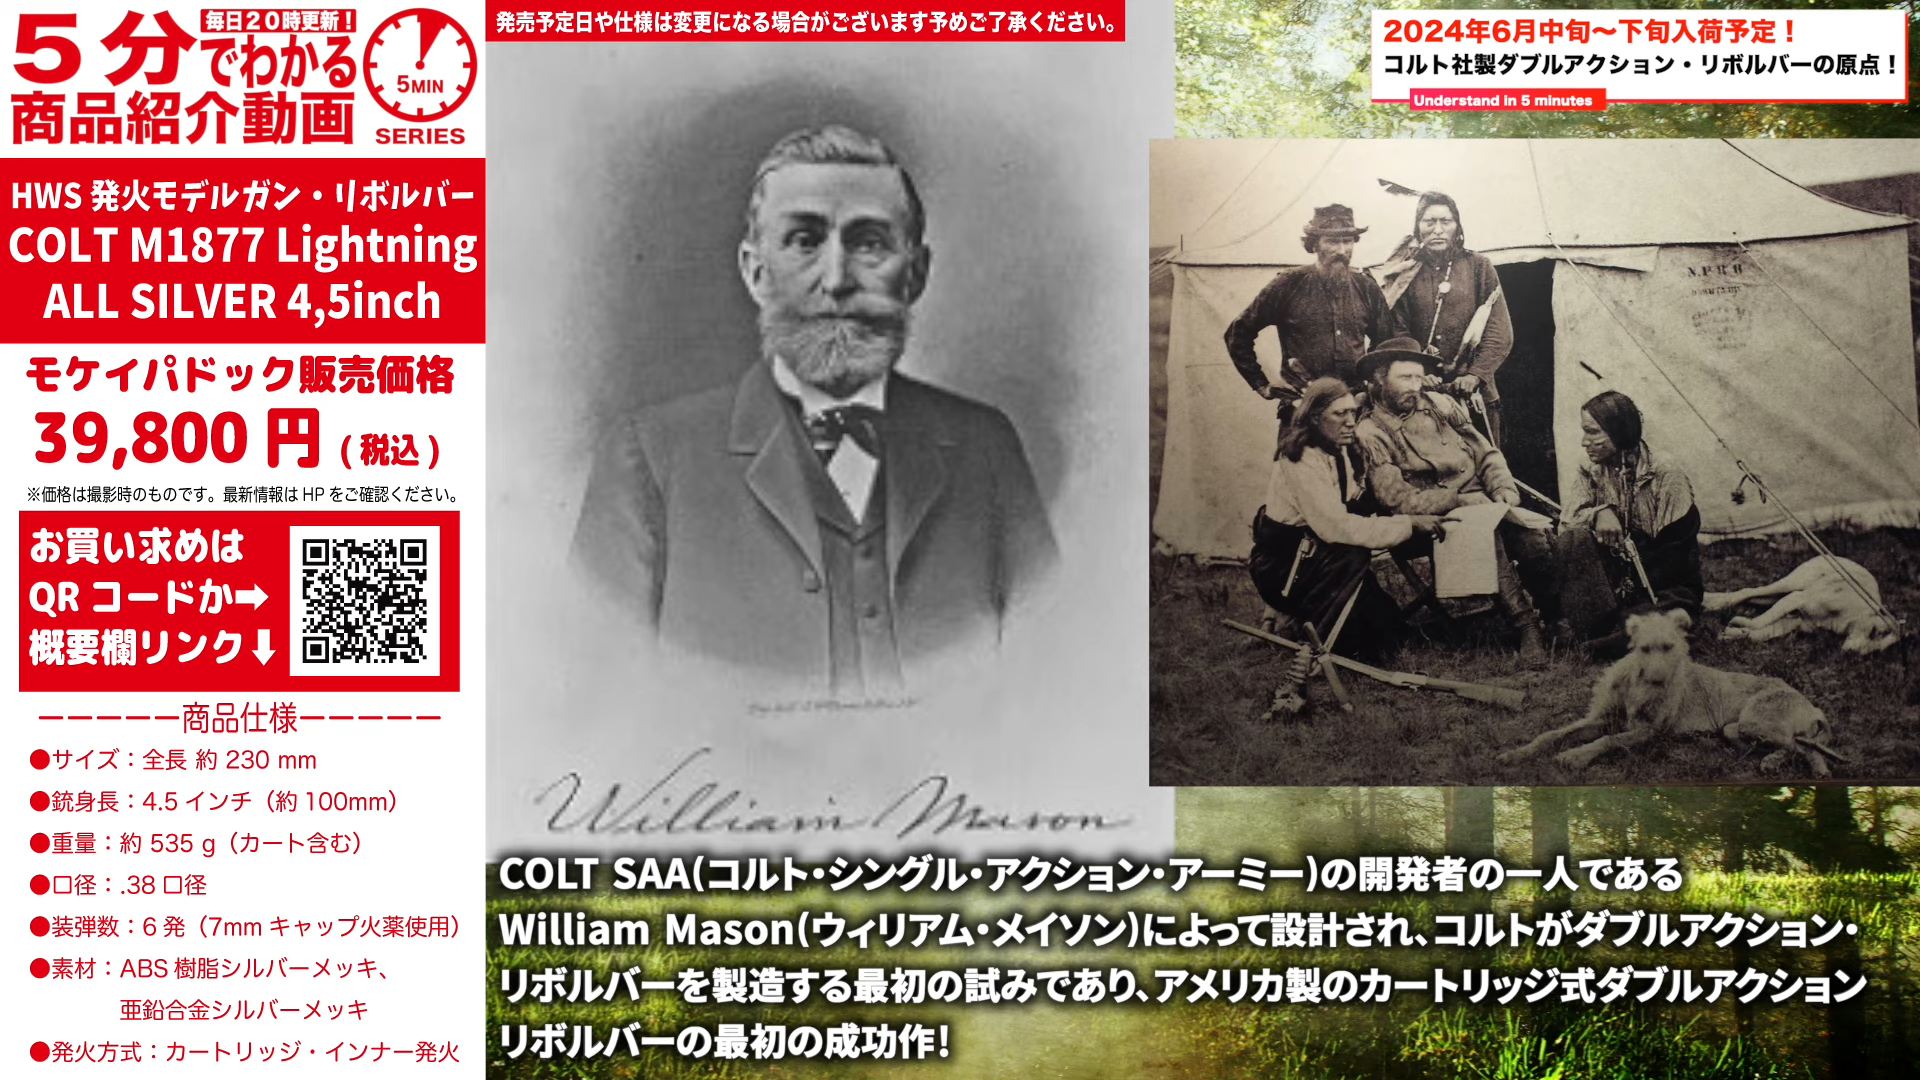 毎日20時更新！
5分でわかる
商品紹介動画
5MIN
SERIES
HWS 発火モデルガン・リボルバー
COLT M1877 Lightning
ALL SILVER 4,5inch
モケイパドック販売価格
39,800 円 (税込)
※価格は撮影時のものです。最新情報は HP をご確認ください。
お買い求めは
QR コードか➡
概要欄リンク⬇
ーーーーー商品仕様ーーーーー
●サイズ：全長 約 230 mm
●銃身長：4.5 インチ（約 100mm）
●重量：約 535 g（カート含む）
●口径：.38 口径
●装弾数：6 発（7mm キャップ火薬使用）
●素材：ABS 樹脂シルバーメッキ、
亜鉛合金シルバーメッキ
●発火方式：カートリッジ・インナー発火
発売予定日や仕様は変更になる場合がございます予めご了承ください。
2024年6月中旬〜下旬入荷予定！
コルト社製ダブルアクション・リボルバーの原点！
Understand in 5 minutes
N.P.R.R
William Mason
COLT SAA(コルト・シングル・アクション・アーミー)の開発者の一人である
William Mason(ウィリアム・メイソン)によって設計され、コルトがダブルアクション・
リボルバーを製造する最初の試みであり、アメリカ製のカートリッジ式ダブルアクション
リボルバーの最初の成功作!